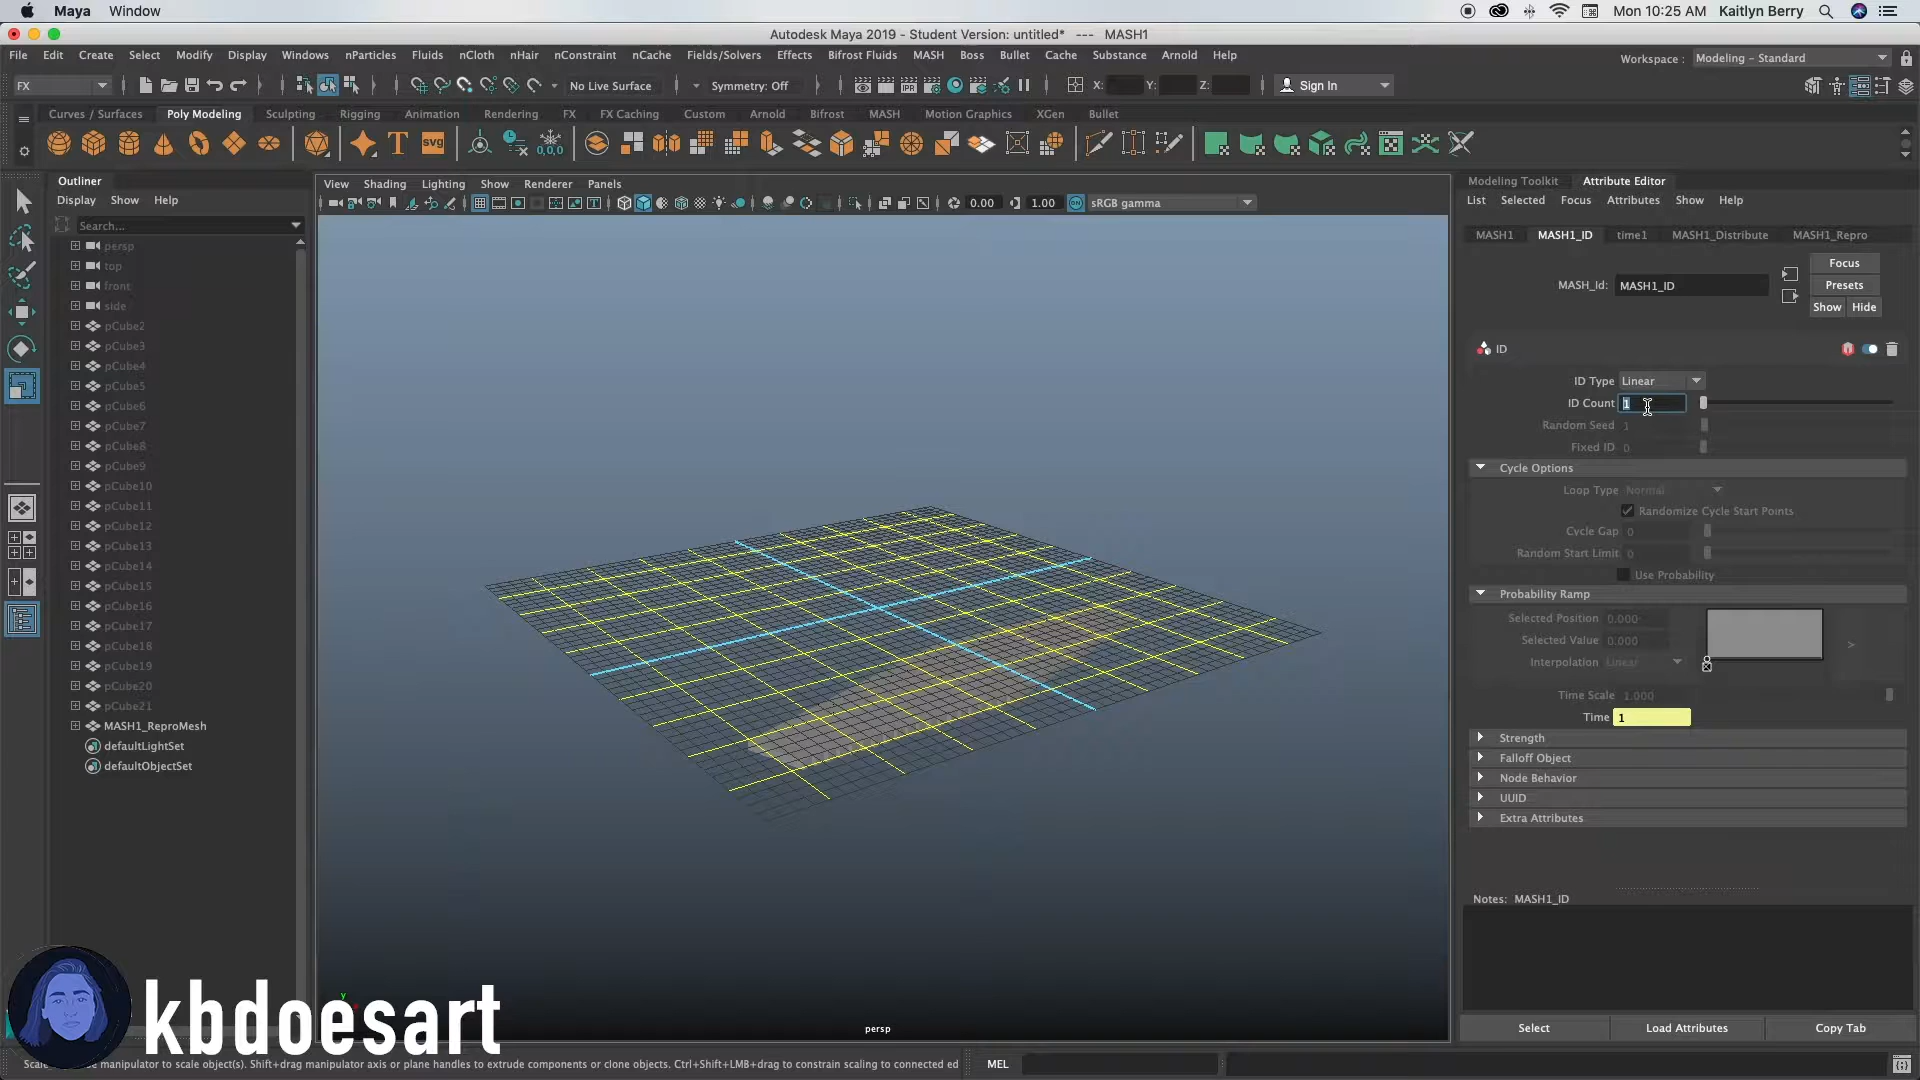 Maya Window Mon 10:25 AM Kaitlyn Berry
Autodesk Maya 2019 - Student Version: untitled* --- MASH1
File Edit Create Select Modify Display Windows nParticles Fluids nCloth nHair nConstraint nCache Fields/Solvers Effects Bifrost Fluids MASH Boss Bullet Cache Substance Arnold Help Workspace : Modeling - Standard
FX No Live Surface Symmetry: Off IPR X: Y: Z: Sign In
Curves / Surfaces Poly Modeling Sculpting Rigging Animation Rendering FX FX Caching Custom Arnold Bifrost MASH Motion Graphics XGen Bullet
T SVG 0,0,0
Outliner
Display Show Help
Search...
persp
top
front
side
pCube2
pCube3
pCube4
pCube5
pCube6
pCube7
pCube8
pCube9
pCube10
pCube11
pCube12
pCube13
pCube14
pCube15
pCube16
pCube17
pCube18
pCube19
pCube20
pCube21
MASH1_ReproMesh
defaultLightSet
defaultObjectSet
View Shading Lighting Show Renderer Panels
0.00 1.00 ON sRGB gamma
y
persp
Modeling Toolkit Attribute Editor
List Selected Focus Attributes Show Help
MASH1 MASH1_ID time1 MASH1_Distribute MASH1_Repro
Focus
MASH_Id: MASH1_ID Presets
Show Hide
ID
ID Type Linear
ID Count 1
Random Seed 1
Fixed ID 0
Cycle Options
Loop Type Normal
Randomize Cycle Start Points
Cycle Gap 0
Random Start Limit 0
Use Probability
Probability Ramp
Selected Position 0.000
Selected Value 0.000
Interpolation Linear
>
Time Scale 1.000
Time 1
Strength
Falloff Object
Node Behavior
UUID
Extra Attributes
Notes: MASH1_ID
Select Load Attributes Copy Tab
kbdoesart
manipulator to scale object(s). Shift+drag manipulator axis or plane handles to extrude components or clone objects. Ctrl+Shift+LMB+drag to constrain scaling to connected ed MEL